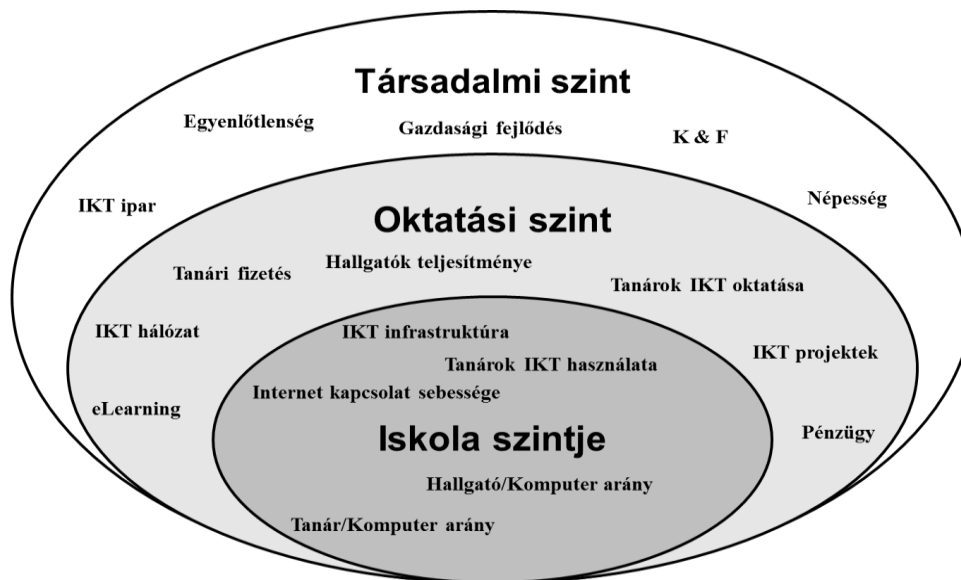 Társadalmi szint
Egyenlőtlenség
Gazdasági fejlődés
K & F
IKT ipar
Népesség
Oktatási szint
Tanári fizetés
Hallgatók teljesítménye
Tanárok IKT oktatása
IKT hálózat
IKT projektek
eLearning
Pénzügy
IKT infrastruktúra
Tanárok IKT használata
Internet kapcsolat sebessége
Iskola szintje
Hallgató/Komputer arány
Tanár/Komputer arány